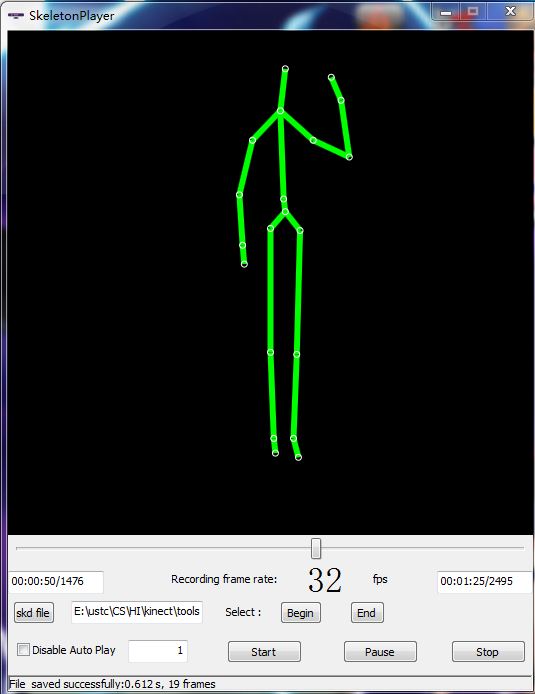 SkeletonPlayer
00:00:50/1476 Recording frame rate: 32 fps 00:01:25/2495
skd file E:\ustc\CS\HI\kinect\tools Select : Begin End
Disable Auto Play 1 Start Pause Stop
File saved successfully:0.612 s, 19 frames